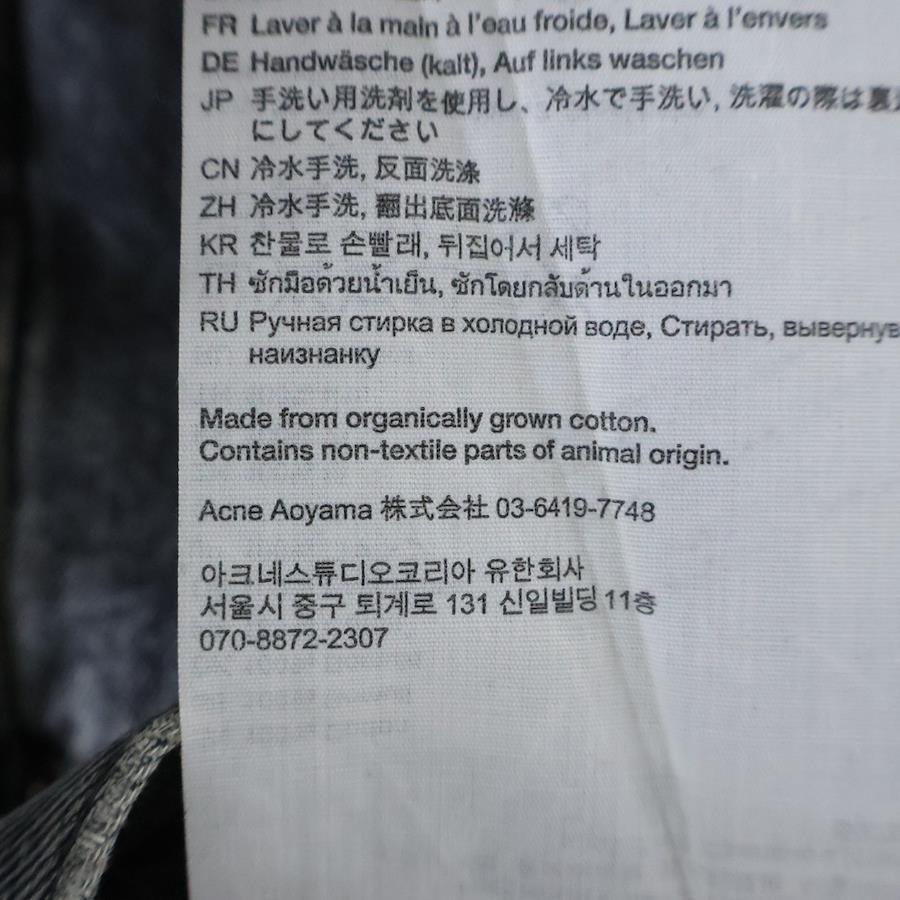 FR Laver à la main à l'eau froide, Laver à l'envers
DE Handwäsche (kalt), Auf links waschen
JP 手洗い用洗剤を使用し、冷水で手洗い, 洗濯の際は裏
にしてください
CN 冷水手洗, 反面洗涤
ZH 冷水手洗, 翻出底面洗滌
KR 찬물로 손빨래, 뒤집어서 세탁
TH ซักมือด้วยน้ำเย็น, ซักโดยกลับด้านในออกมา
RU Ручная стирка в холодной воде, Стирать, вывернув
наизнанку
Made from organically grown cotton.
Contains non-textile parts of animal origin.
Acne Aoyama 株式会社 03-6419-7748
아크네스튜디오코리아 유한회사
서울시 중구 퇴계로 131 신일빌딩 11층
070-8872-2307